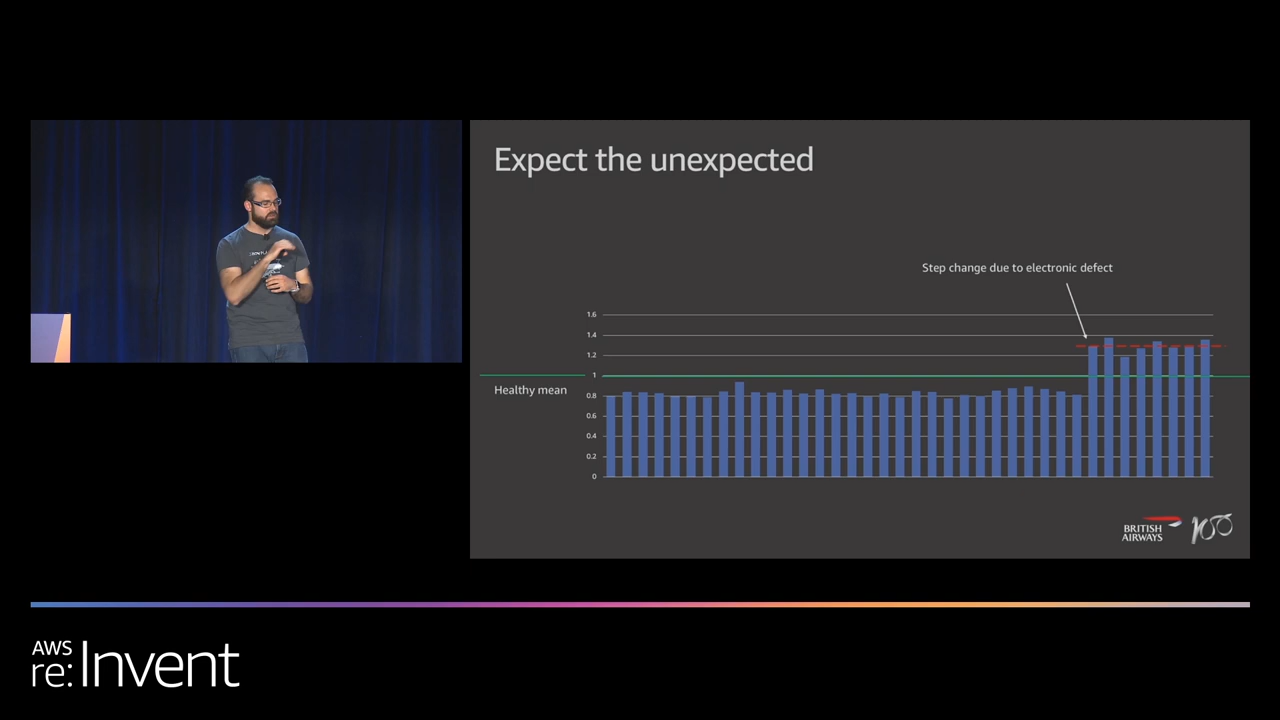 Expect the unexpected
Step change due to electronic defect
1.6
1.4
1.2
1
Healthy mean
0.8
0.6
0.4
0.2
0
BRITISH
AIRWAYS
100
AWS
re:Invent